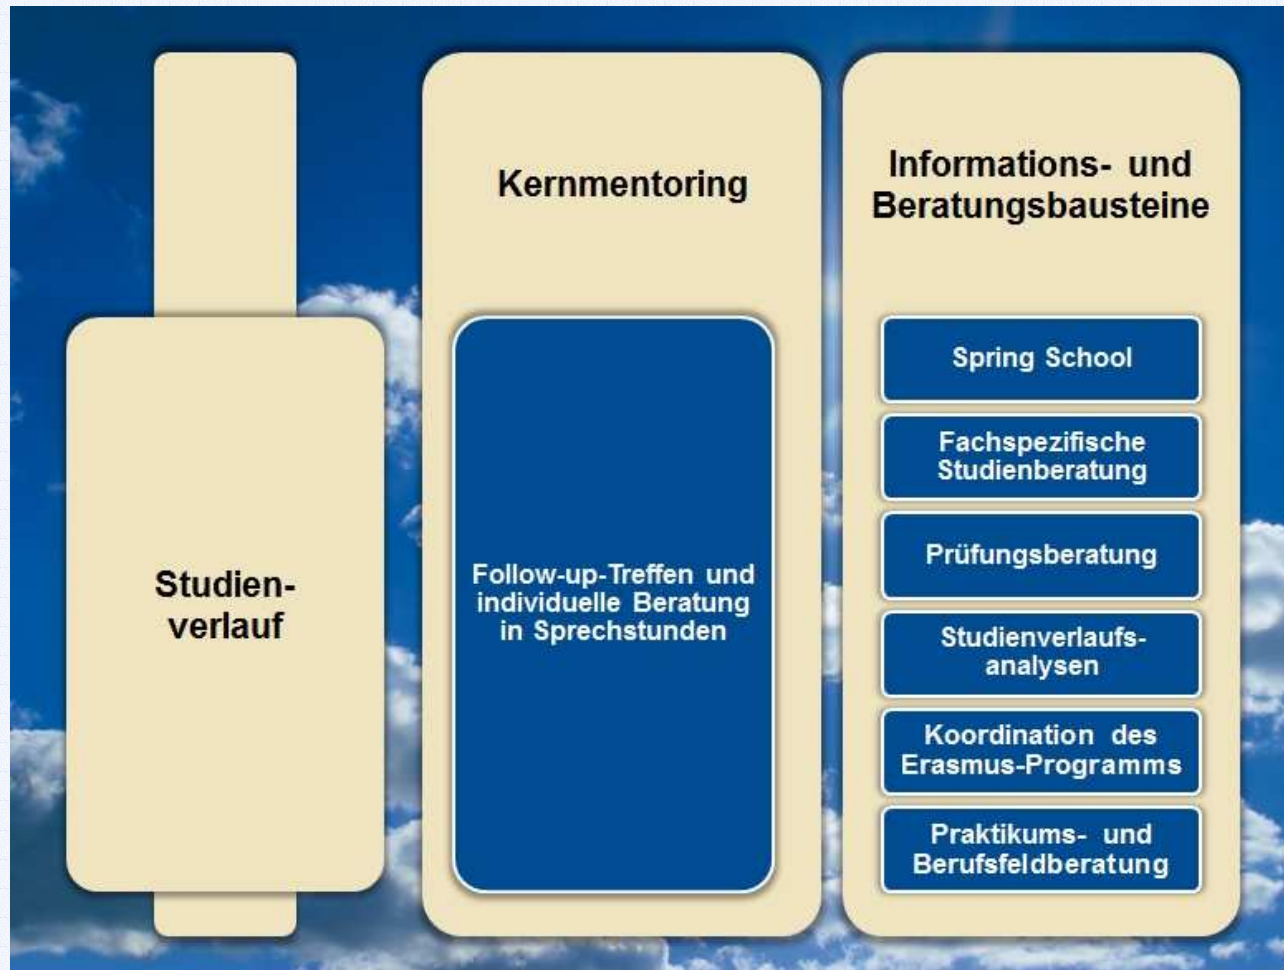 Kernmentoring
Informations- und
Beratungsbausteine
Studien-
verlauf
Follow-up-Treffen und
individuelle Beratung
in Sprechstunden
Spring School
Fachspezifische
Studienberatung
Prüfungsberatung
Studienverlaufs-
analysen
Koordination des
Erasmus-Programms
Praktikums- und
Berufsfeldberatung